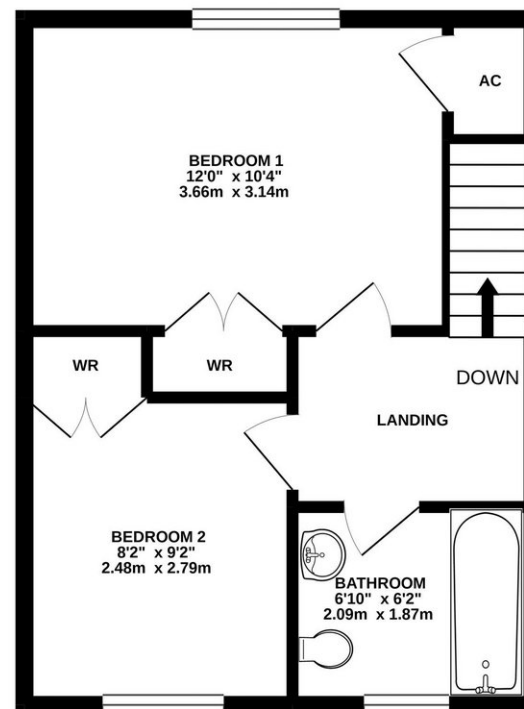 AC
BEDROOM 1
12'0" x 10'4"
3.66m x 3.14m
WR
WR
DOWN
LANDING
BEDROOM 2
8'2" x 9'2"
2.48m x 2.79m
BATHROOM
6'10" x 6'2"
2.09m x 1.87m